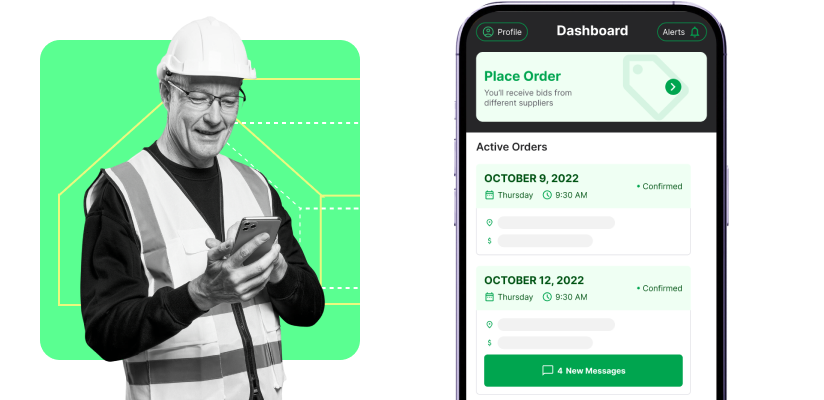 Profile
Dashboard
Alerts
Place Order
You'll receive bids from
different suppliers
Active Orders
OCTOBER 9, 2022
Thursday 9:30 AM
• Confirmed
$
OCTOBER 12, 2022
Thursday 9:30 AM
• Confirmed
$
4 New Messages